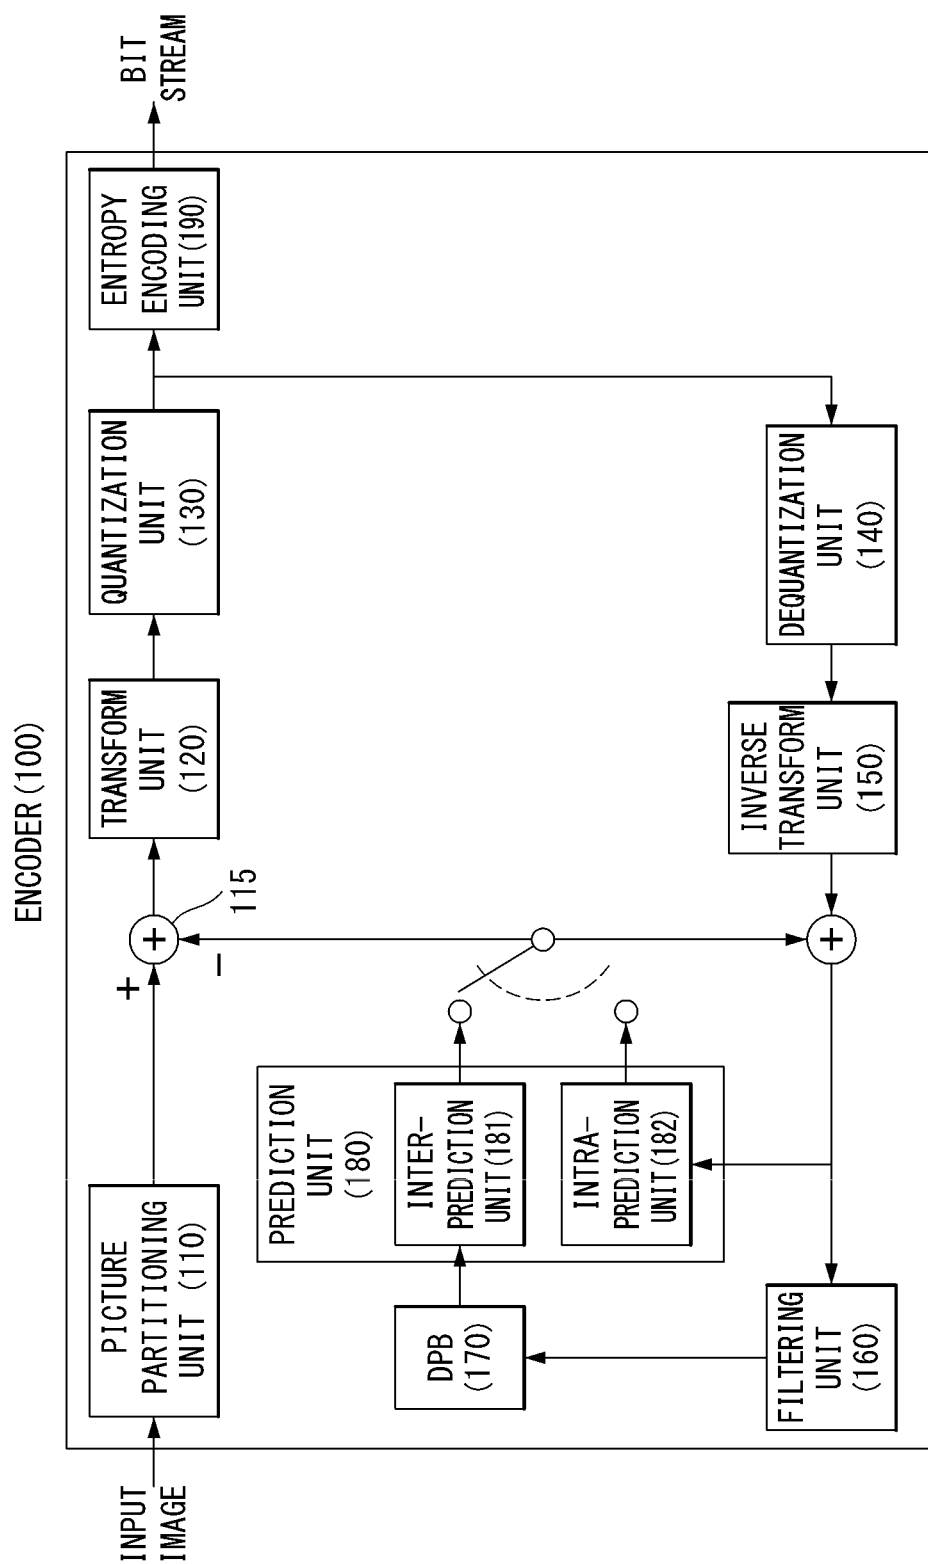 ENCODER(100)
INPUT
IMAGE
PICTURE
PARTITIONING
UNIT (110)
+
−
+
115
TRANSFORM
UNIT
(120)
QUANTIZATION
UNIT
(130)
ENTROPY
ENCODING
UNIT(190)
BIT
STREAM
PREDICTION
UNIT
(180)
INTER-
PREDICTION
UNIT(181)
INTRA-
PREDICTION
UNIT(182)
DPB
(170)
FILTERING
UNIT
(160)
+
INVERSE
TRANSFORM
UNIT
(150)
DEQUANTIZATION
UNIT
(140)